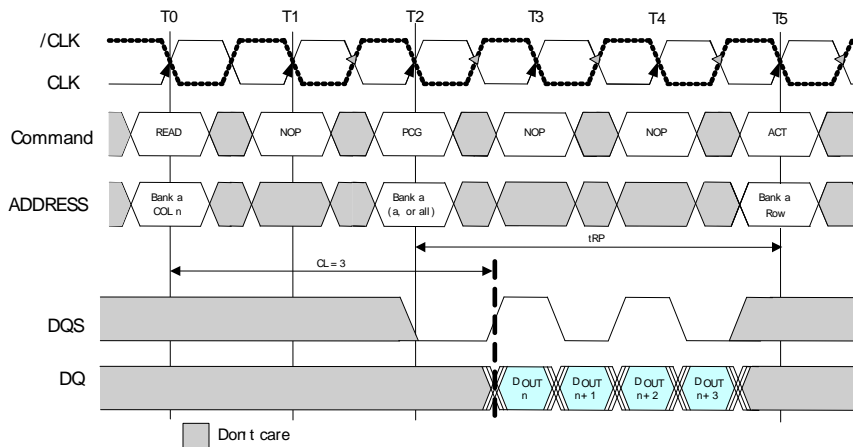 T0 T1 T2 T3 T4 T5
/CLK
CLK
Command READ NOP PCG NOP NOP ACT
ADDRESS Bank a COL n Bank a (a, or all) Bank a Row
tRP
CL = 3
DQS
DQ DOUT n DOUT n+1 DOUT n+2 DOUT n+3
Don't care